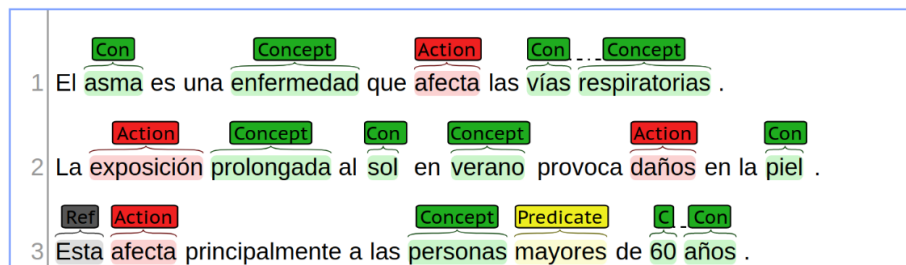 Con Concept Action Con Concept
1 El asma es una enfermedad que afecta las vías respiratorias .
Action Concept Con Concept Action Con
2 La exposición prolongada al sol en verano provoca daños en la piel .
Ref Action Concept Predicate C Con
3 Esta afecta principalmente a las personas mayores de 60 años .